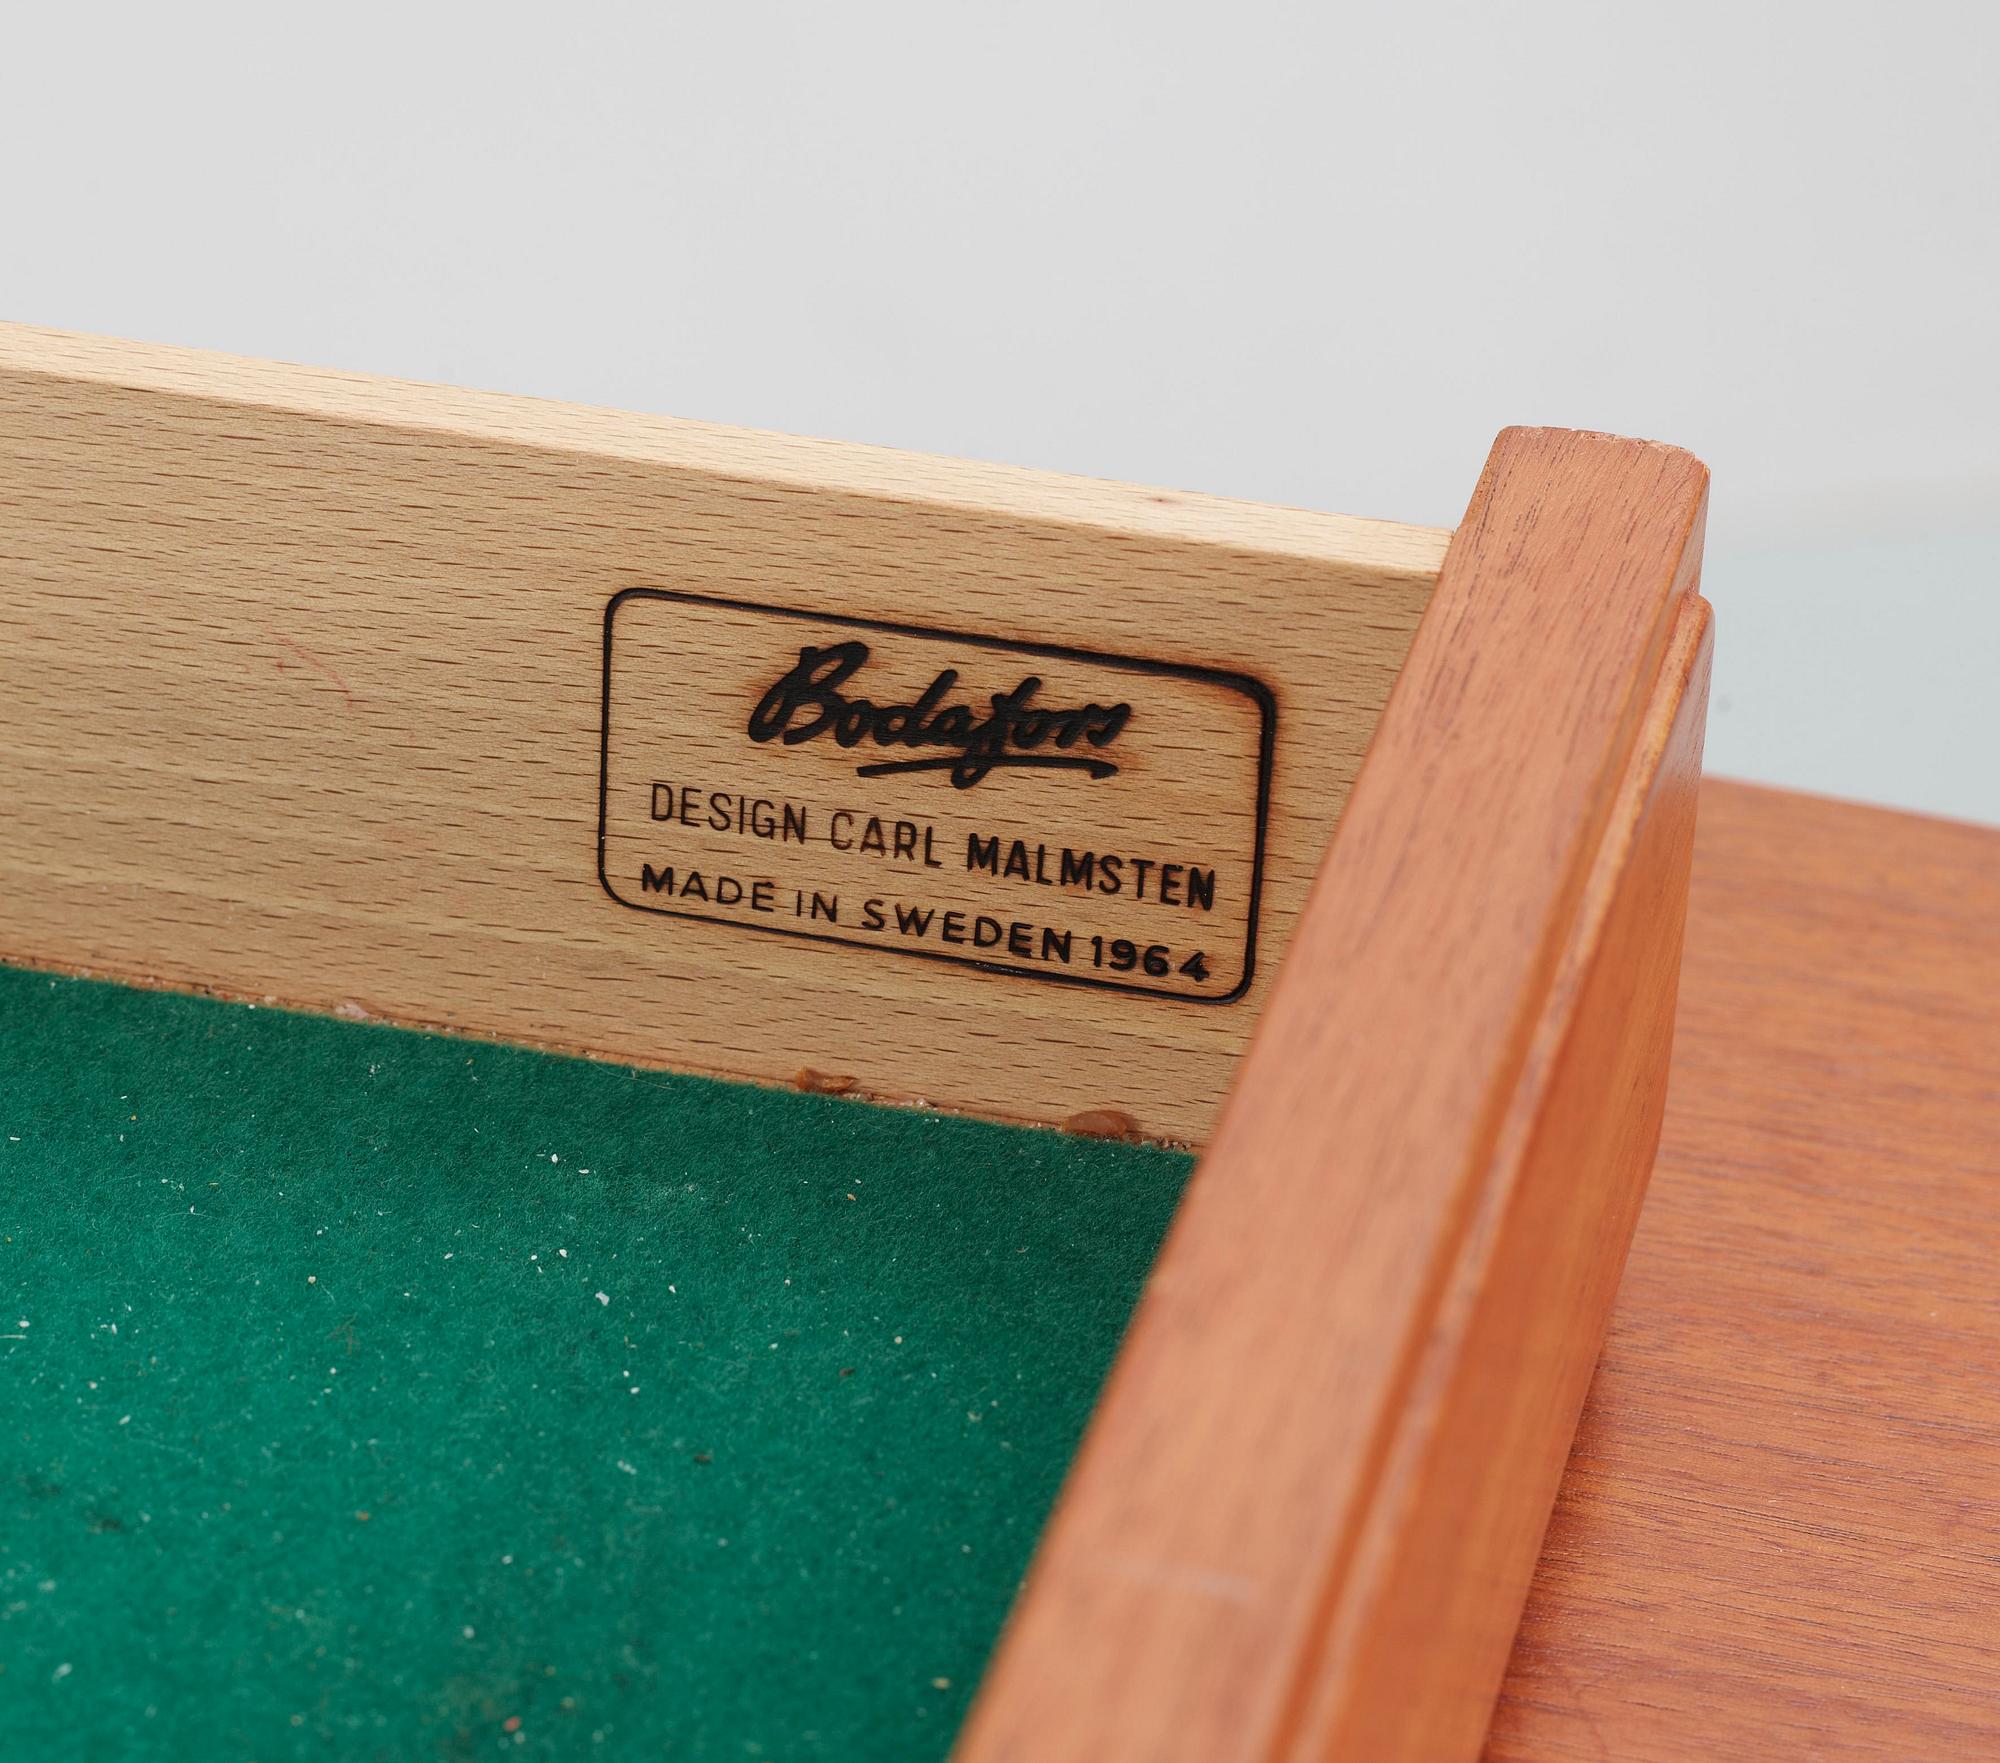 Bodafors
DESIGN CARL MALMSTEN
MADE IN SWEDEN 1964